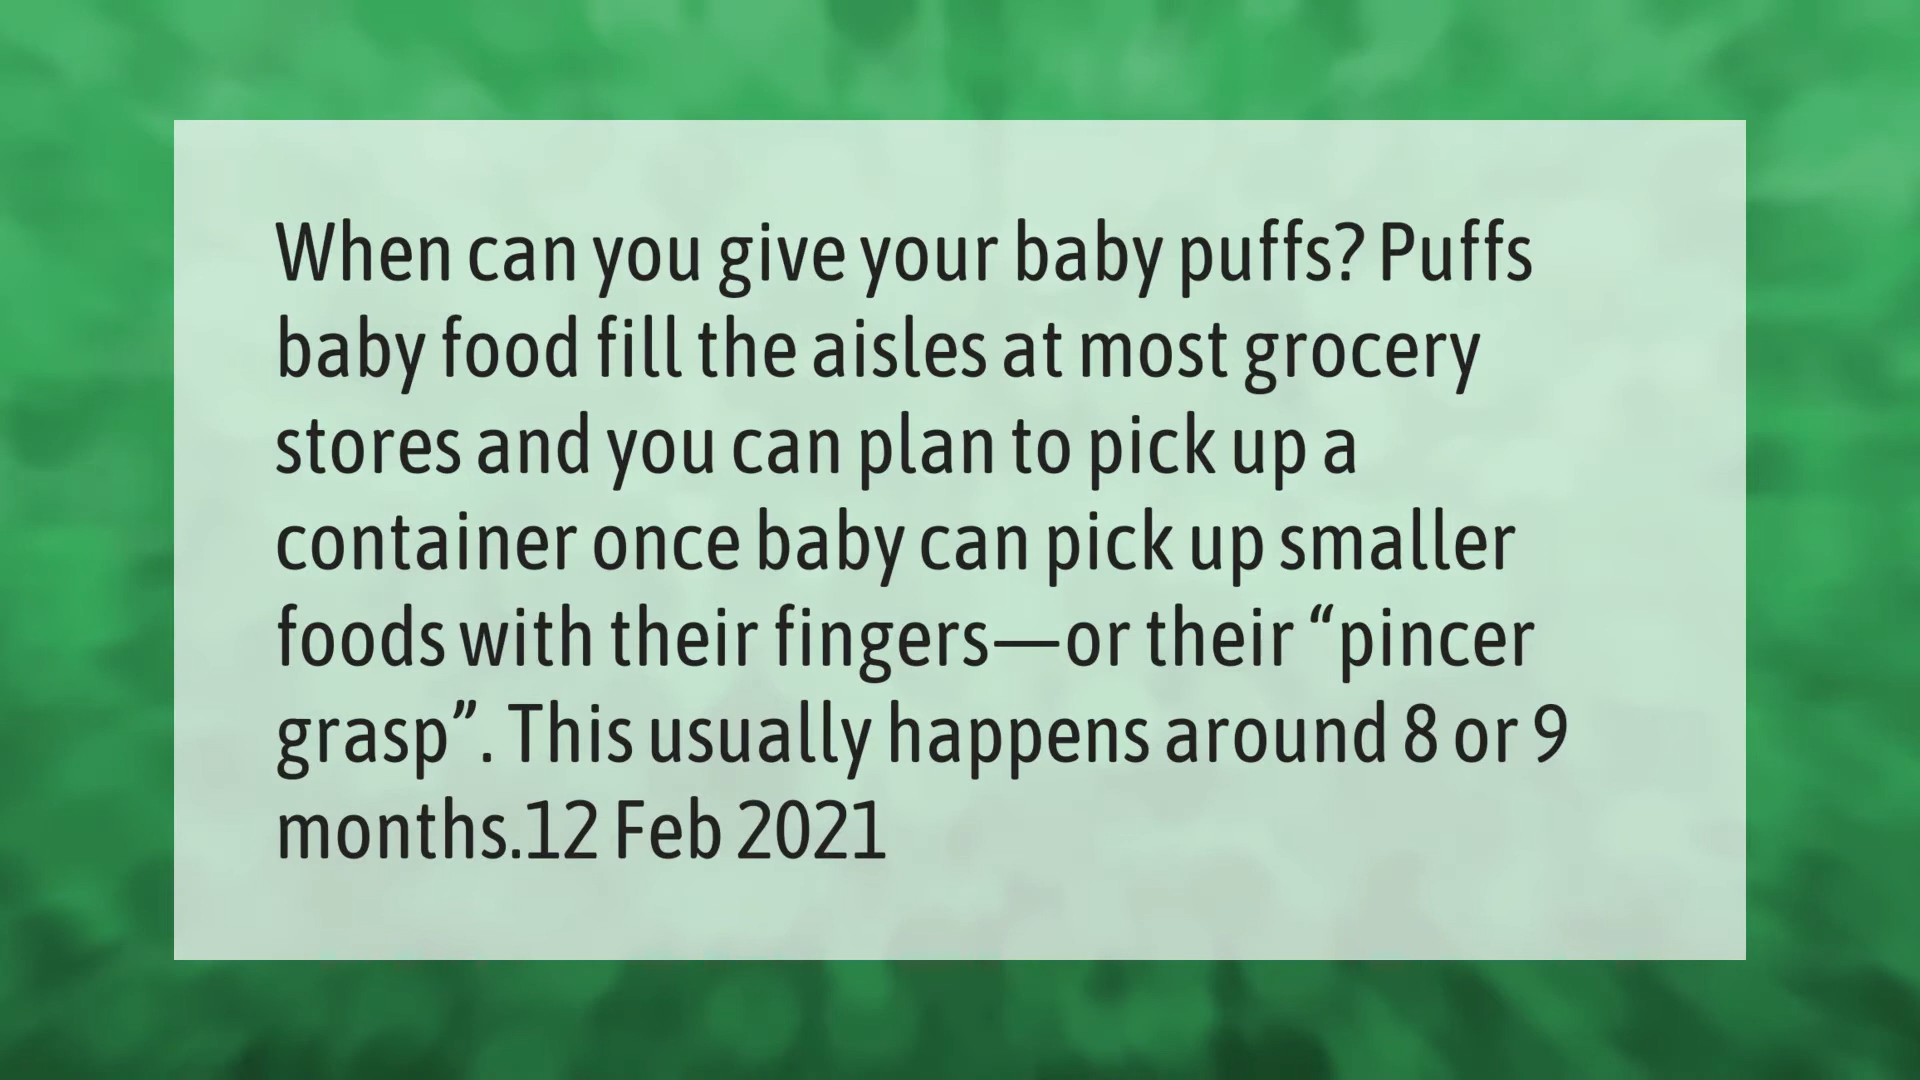 When can you give your baby puffs? Puffs
baby food fill the aisles at most grocery
stores and you can plan to pick up a
container once baby can pick up smaller
foods with their fingers—or their “pincer
grasp”. This usually happens around 8 or 9
months.12 Feb 2021